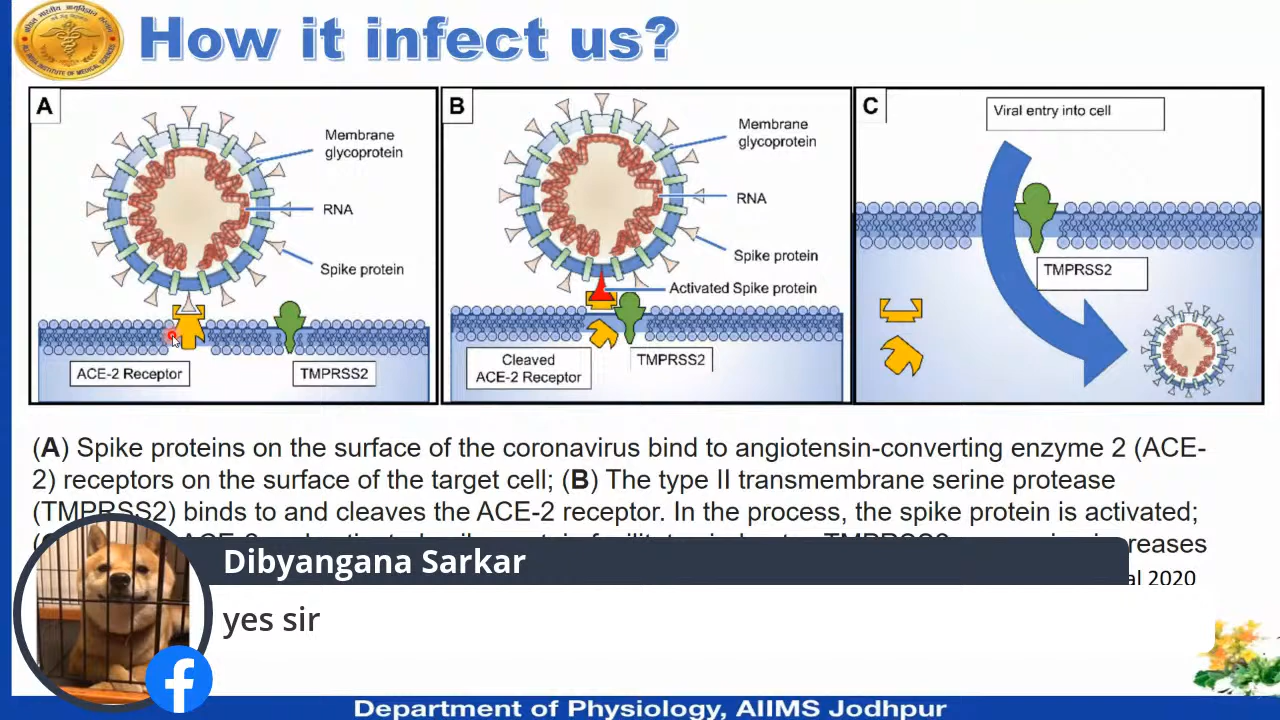 How it infect us?
A
Membrane
glycoprotein
RNA
Spike protein
ACE-2 Receptor
TMPRSS2
B
Membrane
glycoprotein
RNA
Spike protein
Activated Spike protein
Cleaved
ACE-2 Receptor
TMPRSS2
C
Viral entry into cell
TMPRSS2
(A) Spike proteins on the surface of the coronavirus bind to angiotensin-converting enzyme 2 (ACE-
2) receptors on the surface of the target cell; (B) The type II transmembrane serine protease
(TMPRSS2) binds to and cleaves the ACE-2 receptor. In the process, the spike protein is activated;
al 2020
Dibyangana Sarkar
yes sir
Department of Physiology, AIIMS Jodhpur